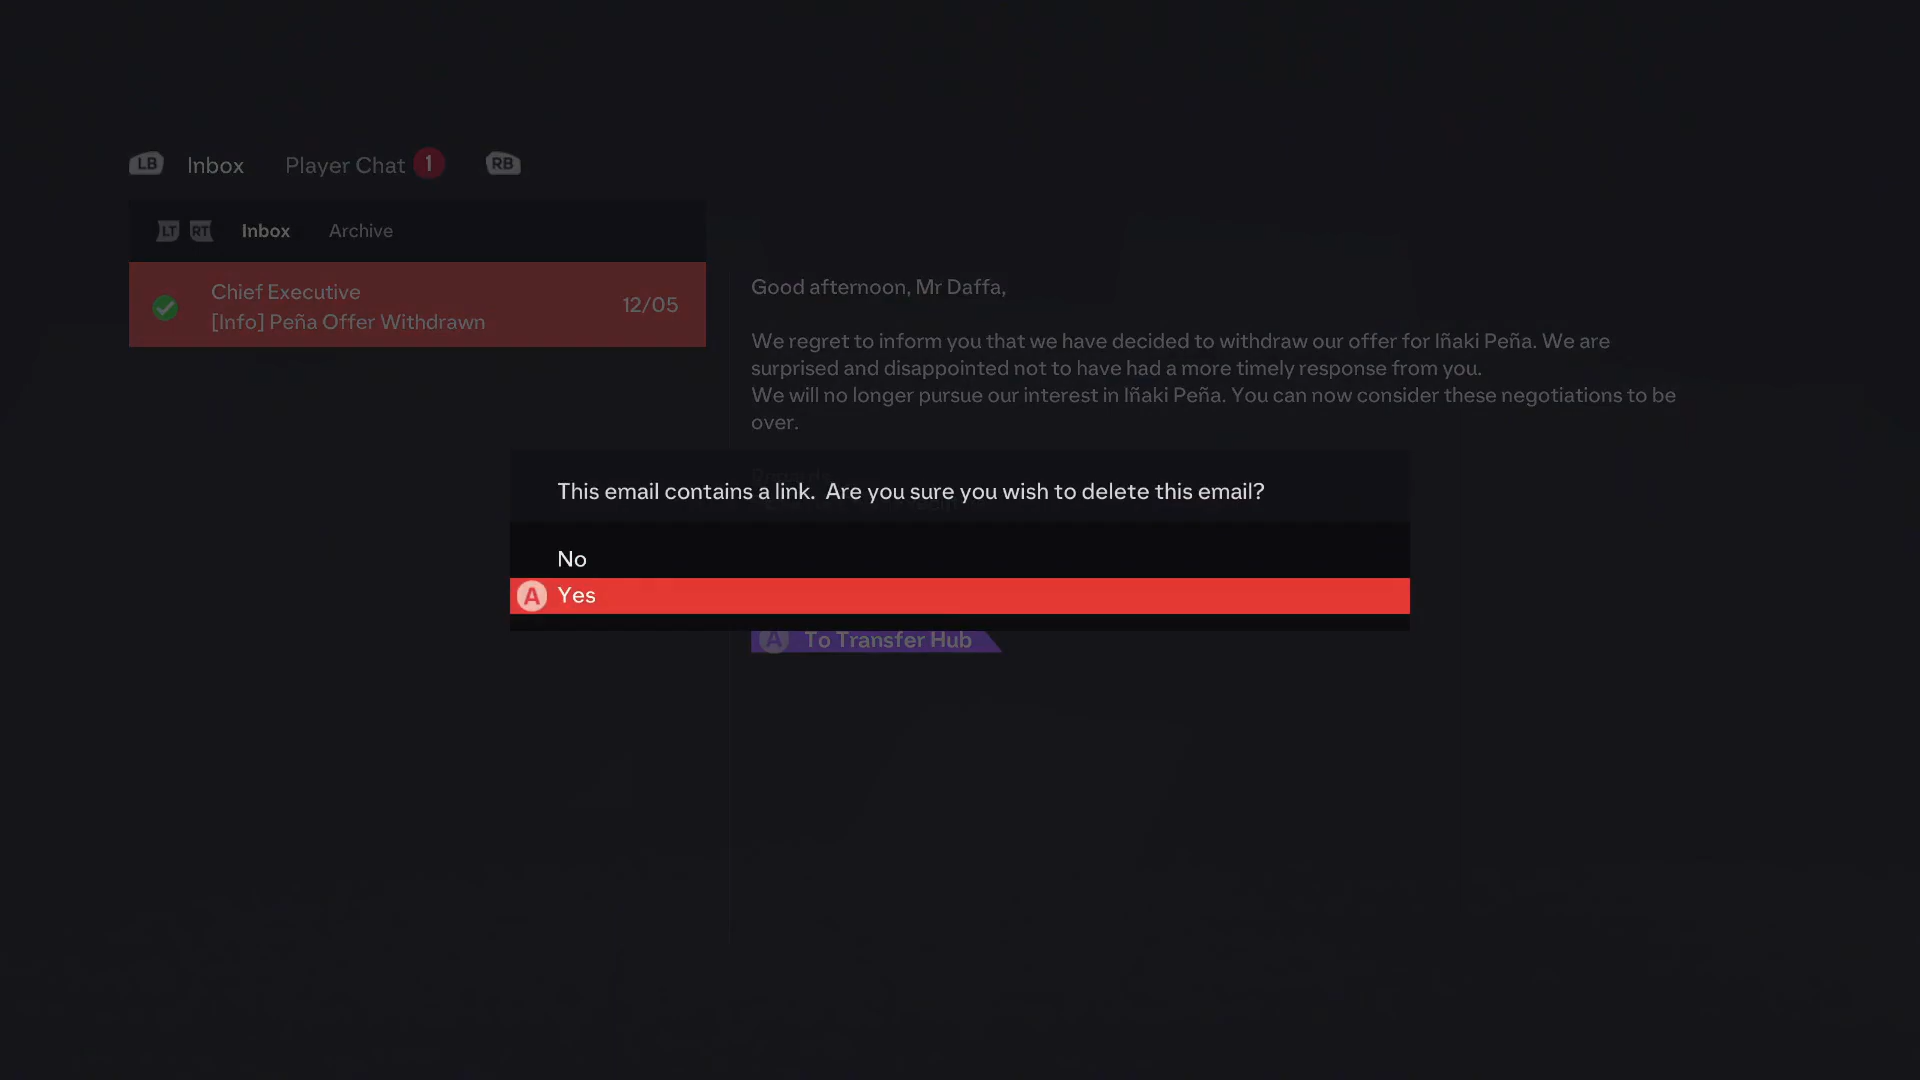 LB Inbox Player Chat 1 RB
LT RT Inbox Archive
Chief Executive
[Info] Peña Offer Withdrawn
12/05
Good afternoon, Mr Daffa,
We regret to inform you that we have decided to withdraw our offer for Iñaki Peña. We are
surprised and disappointed not to have had a more timely response from you.
We will no longer pursue our interest in Iñaki Peña. You can now consider these negotiations to be
over.
Regards
This email contains a link. Are you sure you wish to delete this email?
No
A Yes
A To Transfer Hub